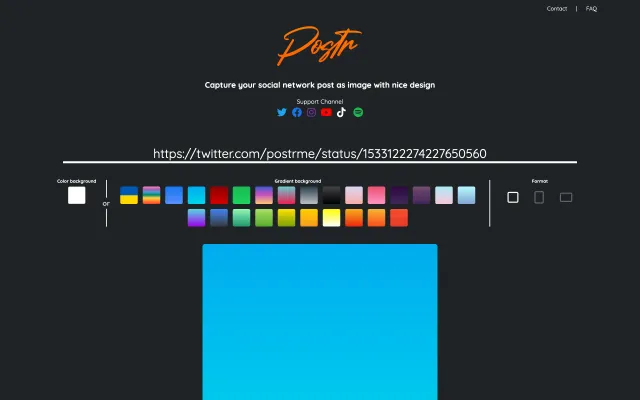 Contact | FAQ
Postr
Capture your social network post as image with nice design
Support Channel
https://twitter.com/postrme/status/1533122274227650560
Color background
or
Gradient background
Format